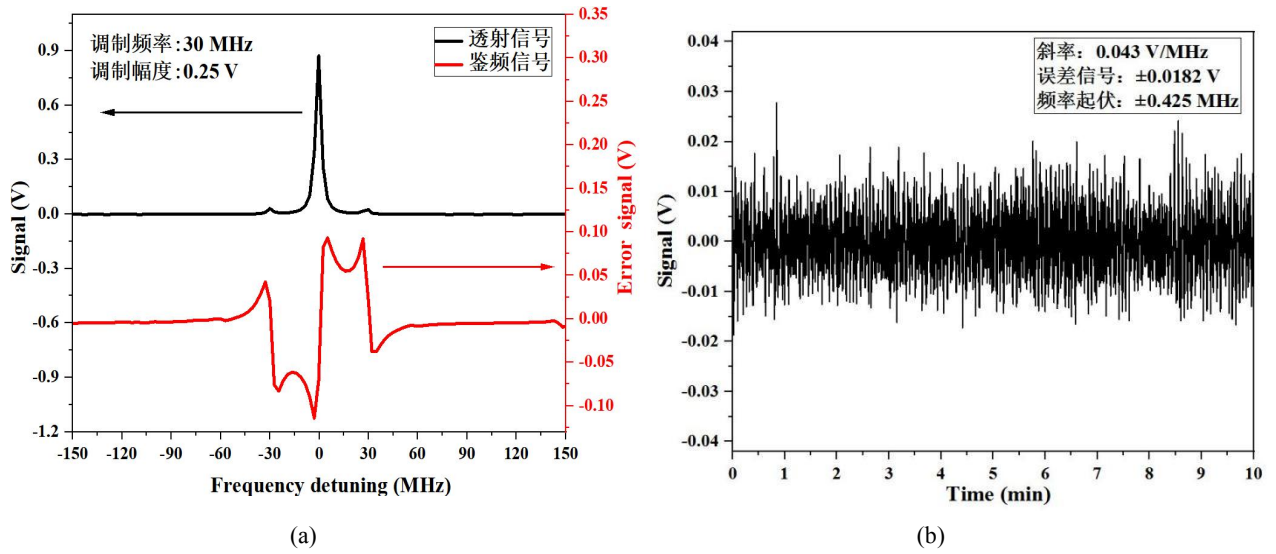 调制频率:30 MHz
调制幅度:0.25 V
透射信号
鉴频信号
0.9
0.6
0.3
0.0
-0.3
-0.6
-0.9
-1.2
Signal (V)
0.35
0.30
0.25
0.20
0.15
0.10
0.05
0.00
-0.05
-0.10
Error signal (V)
-150 -120 -90 -60 -30 0 30 60 90 120 150
Frequency detuning (MHz)
(a)
斜率：0.043 V/MHz
误差信号：±0.0182 V
频率起伏：±0.425 MHz
0.04
0.03
0.02
0.01
0.00
-0.01
-0.02
-0.03
-0.04
Signal (V)
0 1 2 3 4 5 6 7 8 9 10
Time (min)
(b)